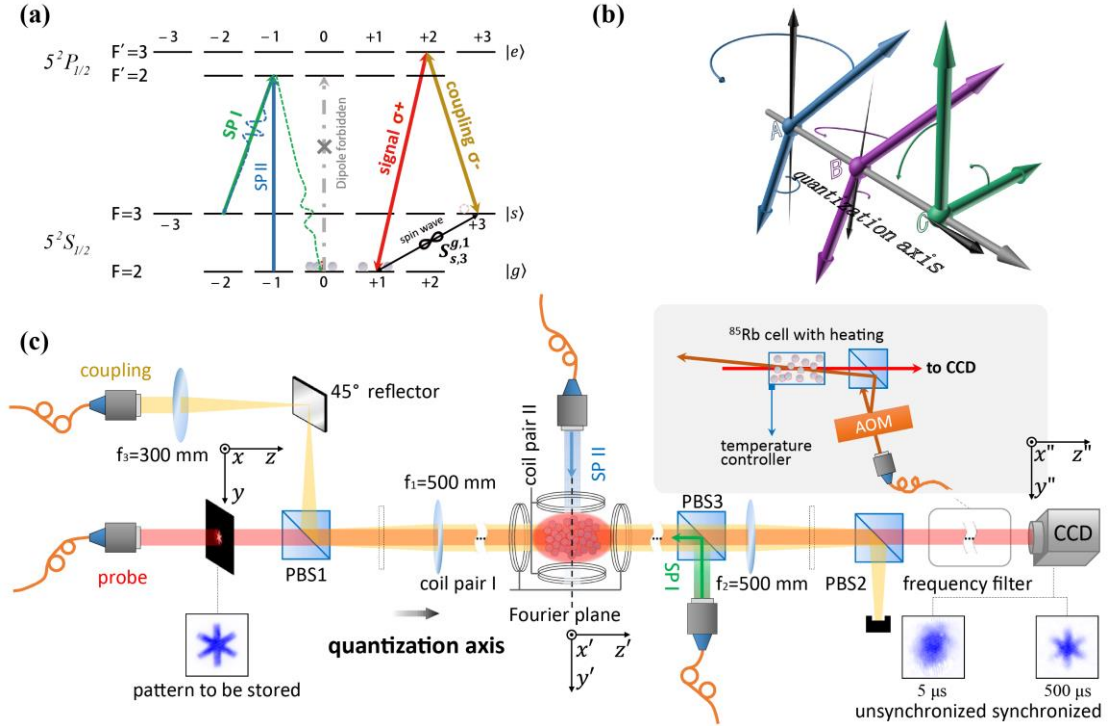 (a)
−3 −2 −1 0 +1 +2 +3
F′=3
|e⟩
5²P1/2
F′=2
SP I
SP II
Dipole forbidden
signal σ+
coupling σ-
F=3
|s⟩
−3
+3
5²S1/2
spin wave
S^{g,1}_{s,3}
F=2
|g⟩
−2 −1 0 +1 +2
(b)
A
B
C
quantization axis
(c)
coupling
45° reflector
f₃=300 mm
x z
y
f₁=500 mm
probe
PBS1
coil pair I
coil pair II
SP II
Fourier plane
quantization axis
x′ z′
y′
pattern to be stored
PBS3
SP I
f₂=500 mm
PBS2
frequency filter
CCD
⁸⁵Rb cell with heating
to CCD
AOM
temperature
controller
x" z"
y"
5 μs 500 μs
unsynchronized synchronized